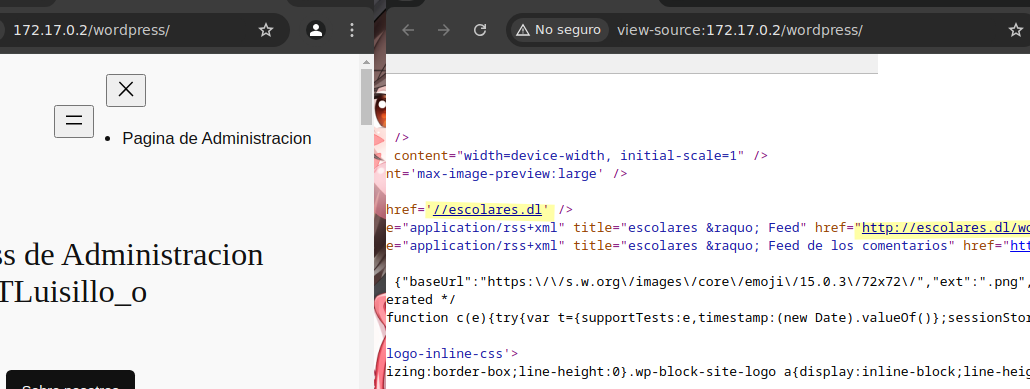 172.17.0.2/wordpress/
Pagina de Administracion
ss de Administracion
TLuisillo_o
Sobre nosotros
No seguro
view-source:172.17.0.2/wordpress/
/>
content="width=device-width, initial-scale=1" />
nt='max-image-preview:large' />
href='//escolares.dl' />
e="application/rss+xml" title="escolares &raquo; Feed" href="http://escolares.dl/wo
e="application/rss+xml" title="escolares &raquo; Feed de los comentarios" href="htt
{"baseUrl":"https:\/\/s.w.org\/images\/core\/emoji\/15.0.3\/72x72\/","ext":".png",
erated */
function c(e){try{var t={supportTests:e,timestamp:(new Date).valueOf()};sessionStor
logo-inline-css'>
izing:border-box;line-height:0}.wp-block-site-logo a{display:inline-block;line-heig